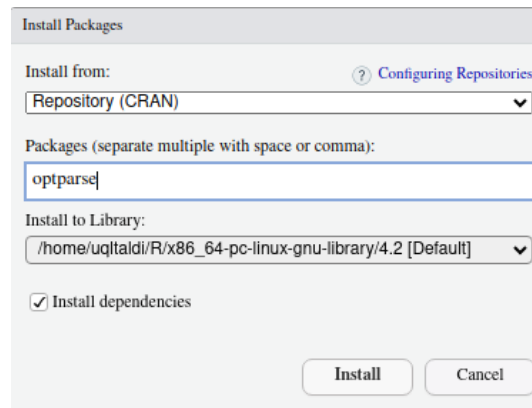 Install Packages
Install from:
? Configuring Repositories
Repository (CRAN)
Packages (separate multiple with space or comma):
optparse
Install to Library:
/home/uqltaldi/R/x86_64-pc-linux-gnu-library/4.2 [Default]
Install dependencies
Install
Cancel